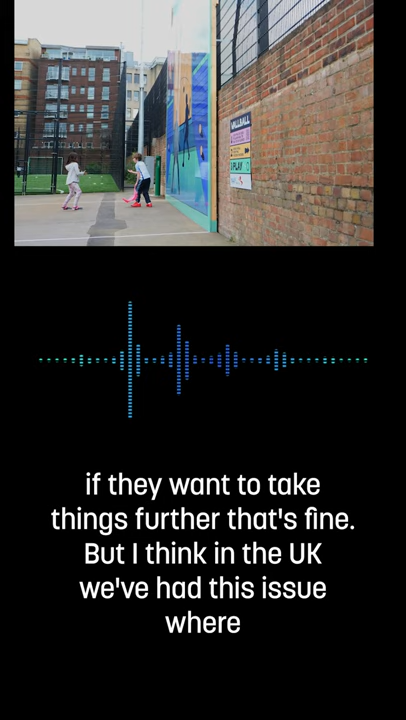 WALLBALL
if they want to take
things further that's fine.
But I think in the UK
we've had this issue
where